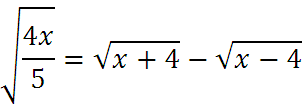 √(4x/5) = √(x + 4) − √(x − 4)